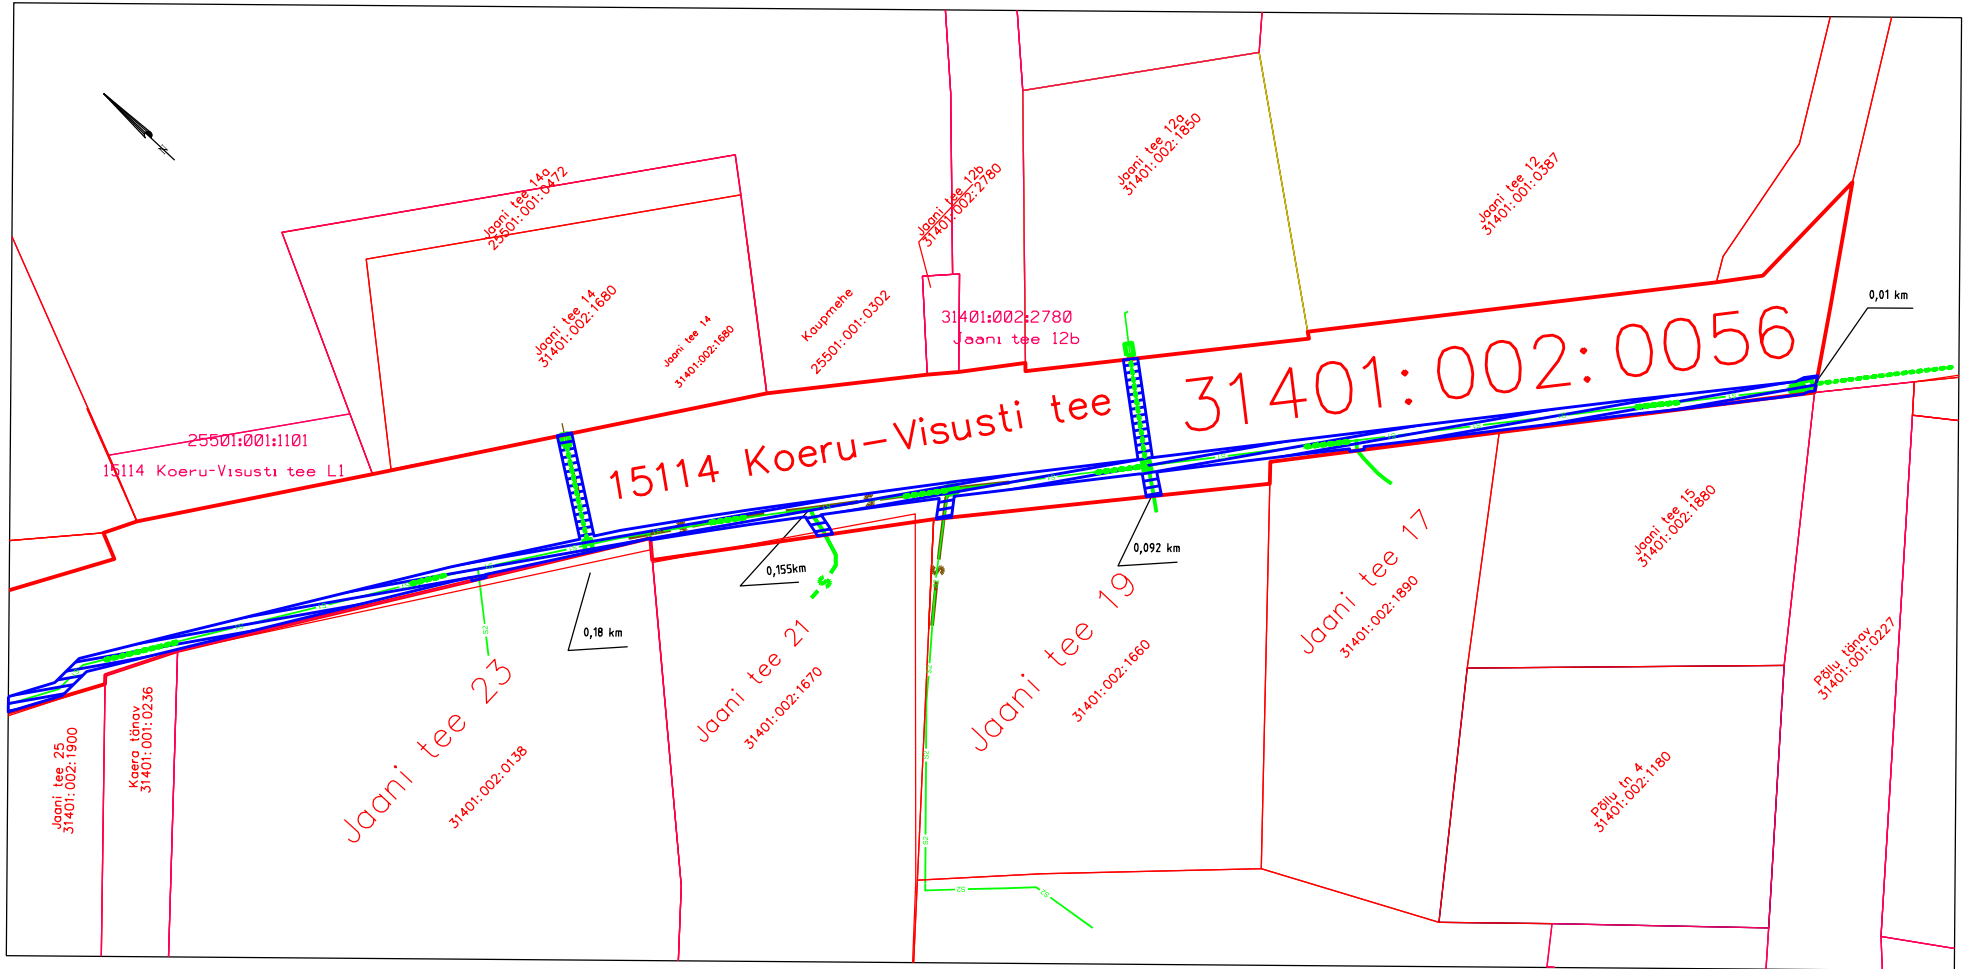 N
Jaani tee 14a
25501:001:0472
Jaani tee 12b
31401:002:2780
Jaani tee 12a
31401:002:1850
Jaani tee 12
31401:001:0387
Jaani tee 14
31401:002:1680
Jaani tee 14
31401:002:1680
Kaupmehe
25501:001:0302
31401:002:2780
Jaani tee 12b
0,01 km
31401:002:0056
15114 Koeru-Visusti tee
25501:001:1101
15114 Koeru-Visusti tee L1
0,092 km
0,155km
0,18 km
S
S
Jaani tee 15
31401:002:1880
Jaani tee 17
31401:002:1890
Jaani tee 19
31401:002:1660
Jaani tee 21
31401:002:1670
Jaani tee 23
31401:002:0138
Kaera tänav
31401:001:0236
Jaani tee 25
31401:002:1900
Põllu tänav
31401:001:0227
Põllu tn 4
31401:002:1180
S2
S2
S2
S2
S2
S2